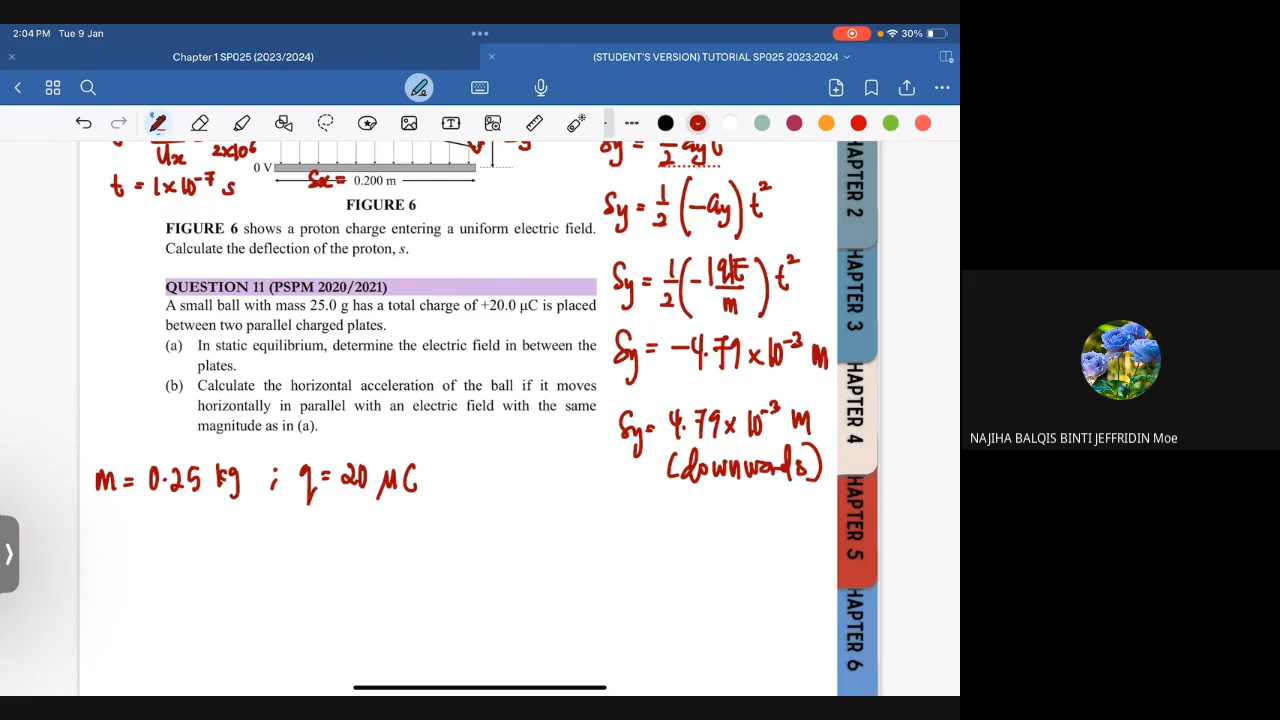 2:04 PM Tue 9 Jan
30%
Chapter 1 SP025 (2023/2024)
(STUDENT'S VERSION) TUTORIAL SP025 2023:2024
Ux
2x10⁶
t = 1x10⁻⁷ s
0 V
Sx =
0.200 m
FIGURE 6
FIGURE 6 shows a proton charge entering a uniform electric field.
Calculate the deflection of the proton, s.
QUESTION 11 (PSPM 2020/2021)
A small ball with mass 25.0 g has a total charge of +20.0 μC is placed
between two parallel charged plates.
(a) In static equilibrium, determine the electric field in between the
plates.
(b) Calculate the horizontal acceleration of the ball if it moves
horizontally in parallel with an electric field with the same
magnitude as in (a).
m = 0.25 kg ; q = 20 μC
Sy = 1/2 (-ay) t²
Sy = 1/2 (-|q|E/m) t²
Sy = -4.79 x 10⁻³ m
Sy = 4.79 x 10⁻³ m
(downwards)
HAPTER 2
HAPTER 3
HAPTER 4
HAPTER 5
HAPTER 6
NAJIHA BALQIS BINTI JEFFRIDIN Moe